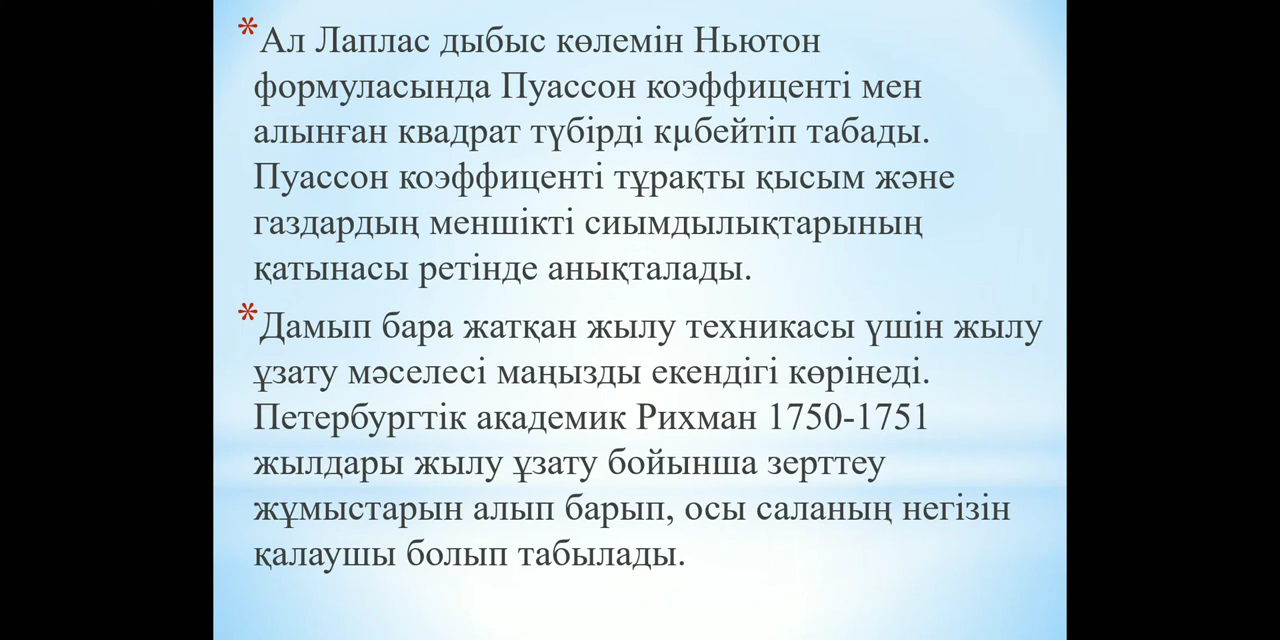 *Ал Лаплас дыбыс көлемін Ньютон
формуласында Пуассон коэффиценті мен
алынған квадрат түбірді кµбейтіп табады.
Пуассон коэффиценті тұрақты қысым және
газдардың меншікті сиымдылықтарының
қатынасы ретінде анықталады.
*Дамып бара жатқан жылу техникасы үшін жылу
ұзату мәселесі маңызды екендігі көрінеді.
Петербургтік академик Рихман 1750-1751
жылдары жылу ұзату бойынша зерттеу
жұмыстарын алып барып, осы саланың негізін
қалаушы болып табылады.